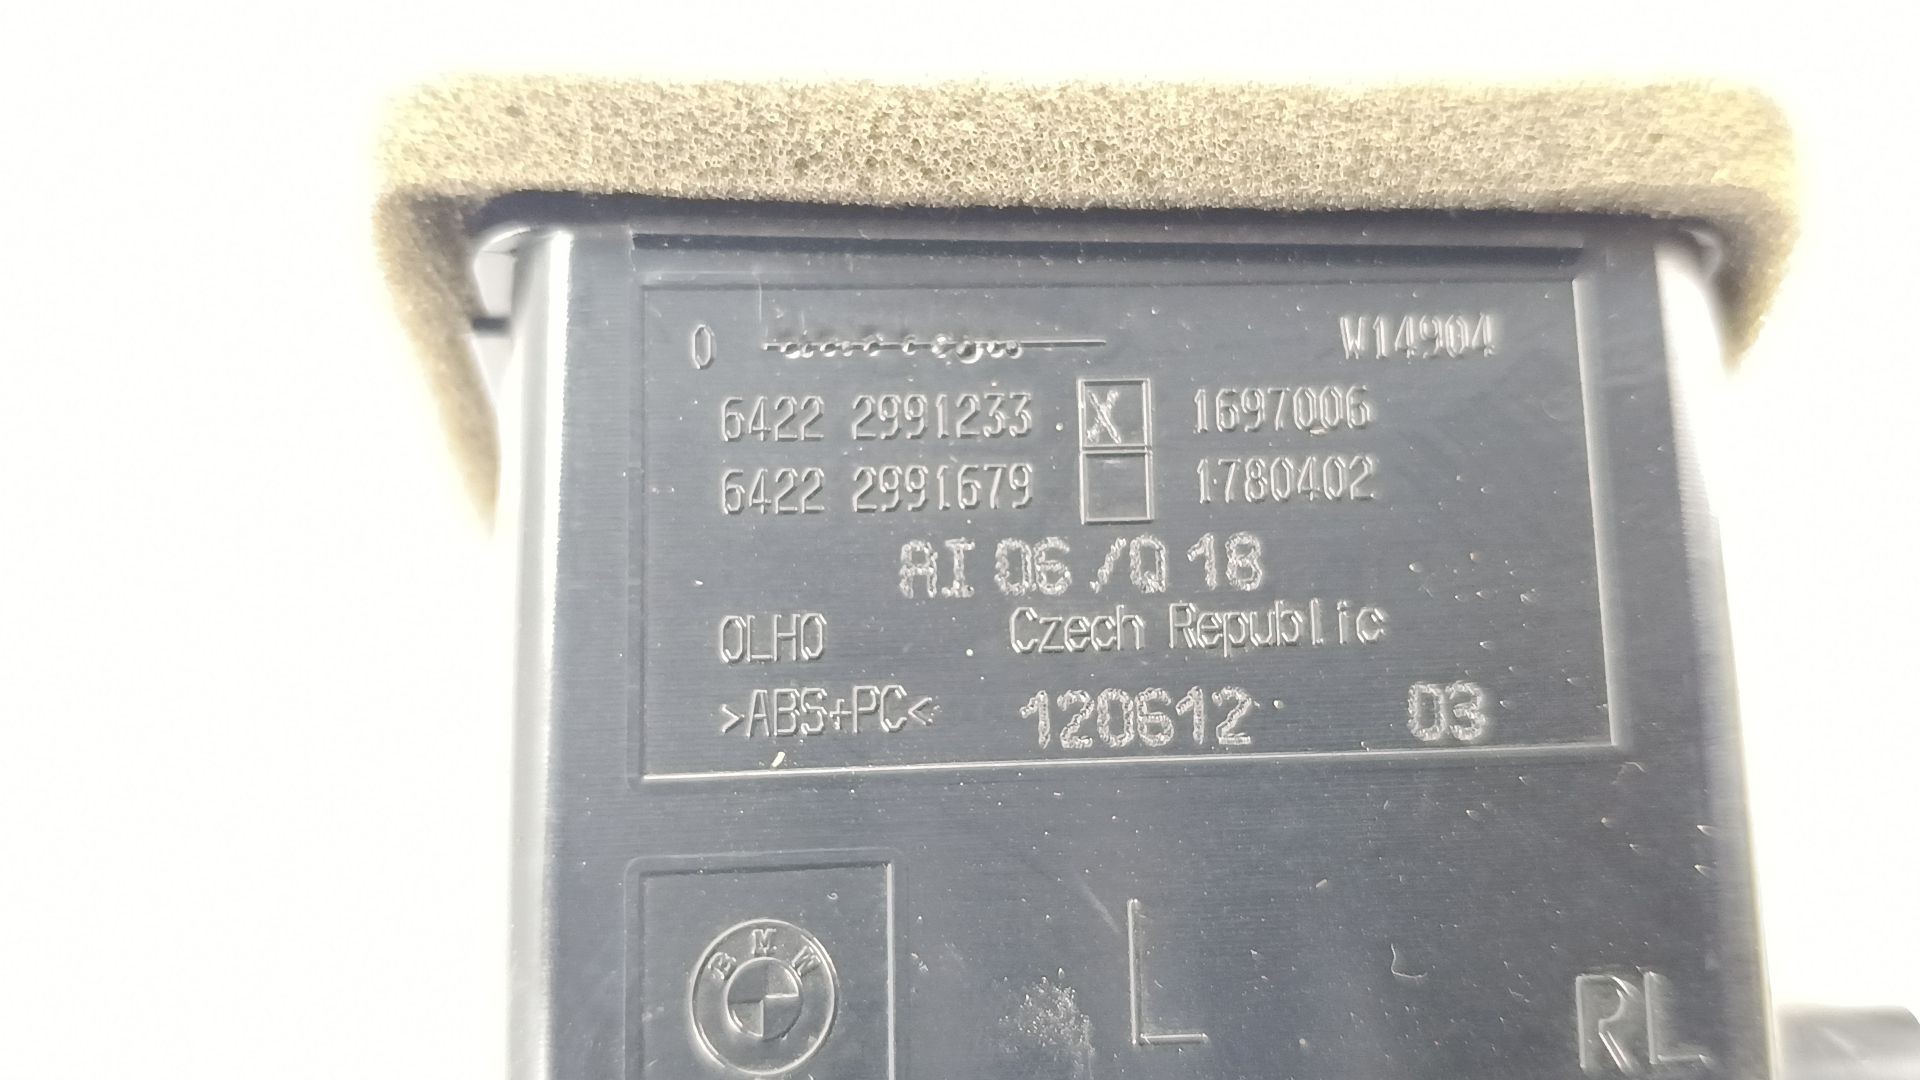 0 W14904
6422 2991233 X 1697006
6422 2991679 1780402
AI 06 /Q 18
OLHO Czech Republic
>ABS+PC< 120612 03
BMW
L
RL